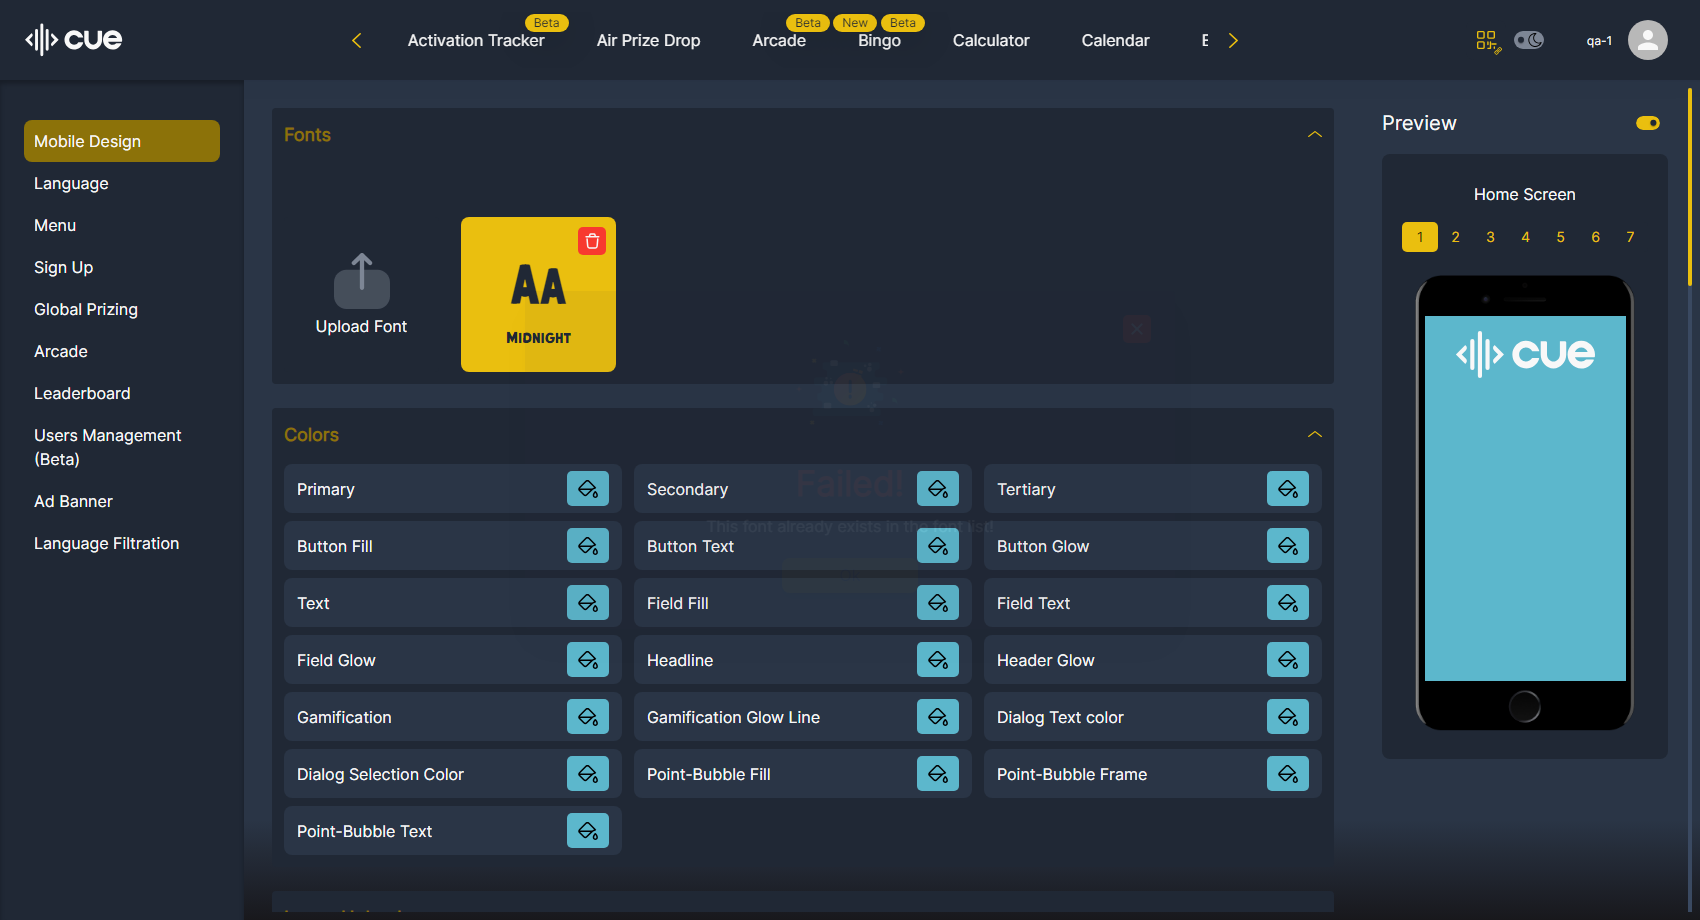 cue
Beta
Beta
New
Beta
Activation Tracker
Air Prize Drop
Arcade
Bingo
Calculator
Calendar
qa-1
Mobile Design
Language
Menu
Sign Up
Global Prizing
Arcade
Leaderboard
Users Management
(Beta)
Ad Banner
Language Filtration
Fonts
Upload Font
AA
MIDNIGHT
Failed!
This font already exists in the font list!
Colors
Primary
Secondary
Tertiary
Button Fill
Button Text
Button Glow
Text
Field Fill
Field Text
Field Glow
Headline
Header Glow
Gamification
Gamification Glow Line
Dialog Text color
Dialog Selection Color
Point-Bubble Fill
Point-Bubble Frame
Point-Bubble Text
Preview
Home Screen
1 2 3 4 5 6 7
cue